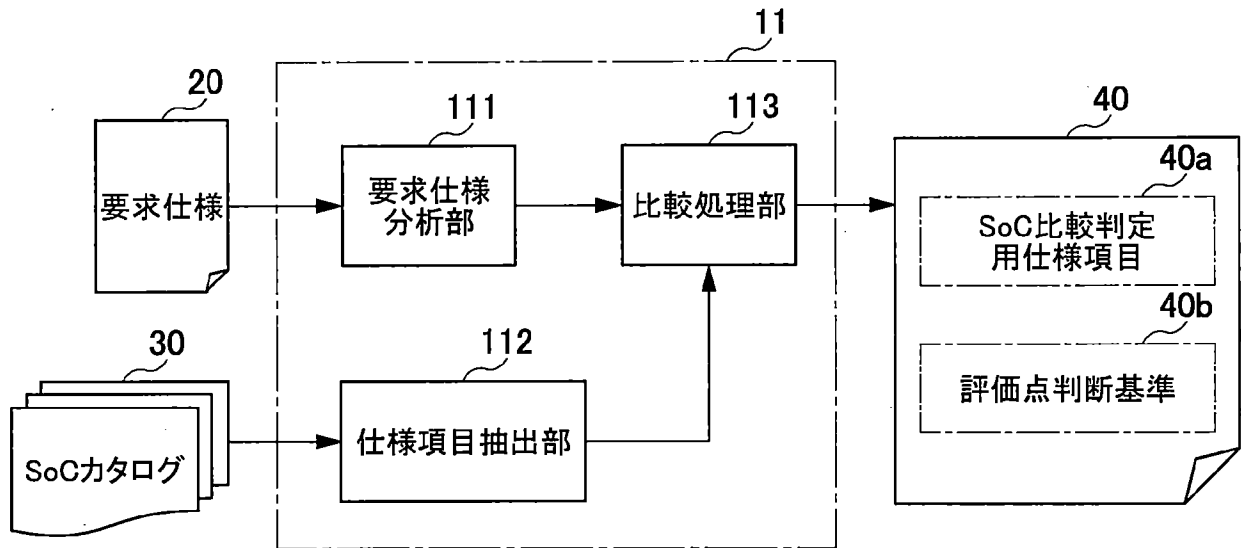 11
20
要求仕様
111
要求仕様
分析部
113
比較処理部
40
40a
SoC比較判定
用仕様項目
40b
評価点判断基準
30
SoCカタログ
112
仕様項目抽出部